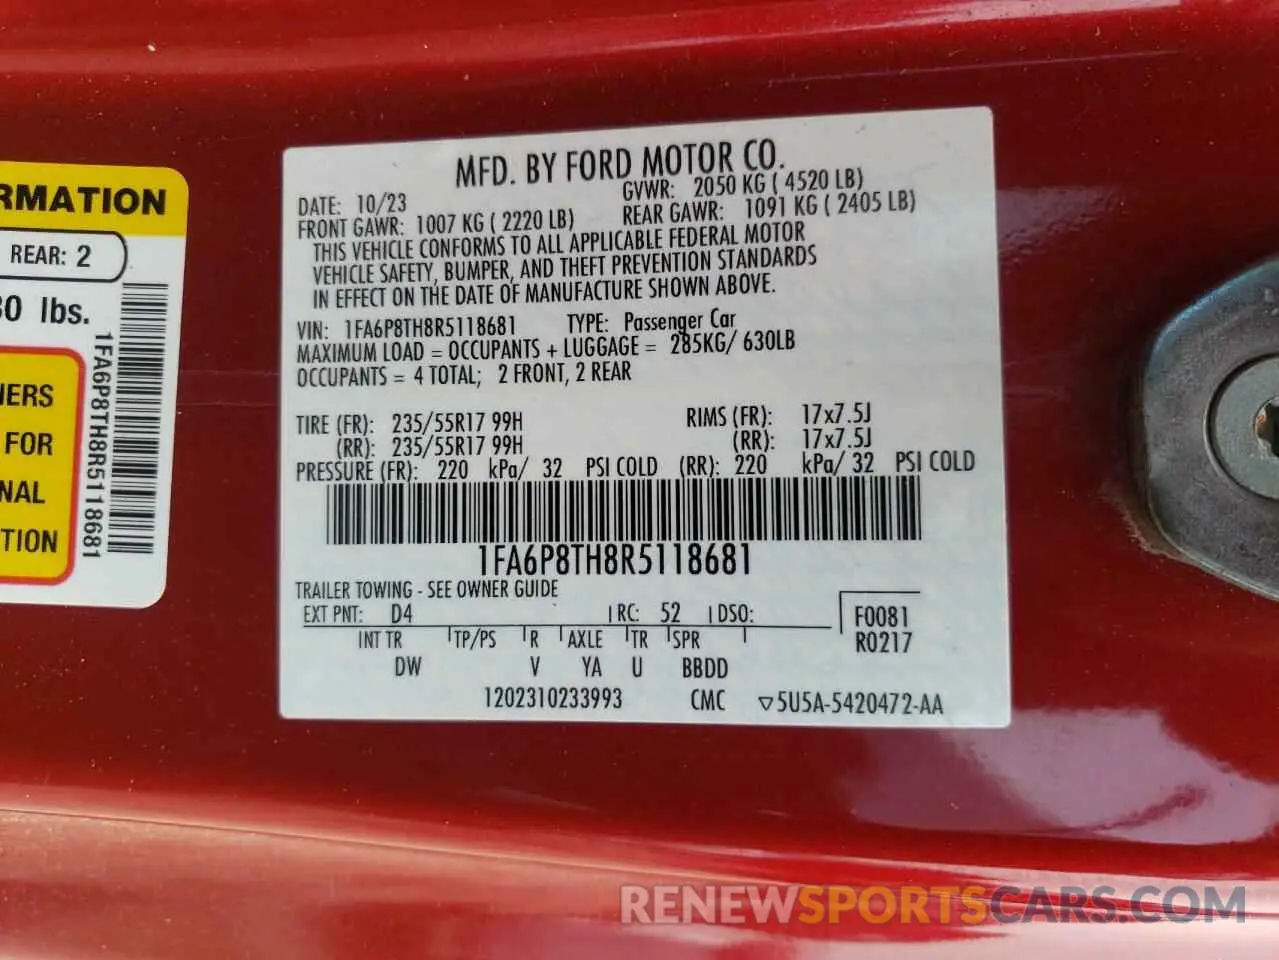 RMATION
REAR: 2
30 lbs.
NERS
FOR
NAL
TION
1FA6P8TH8R5118681
MFD. BY FORD MOTOR CO.
DATE: 10/23 GVWR: 2050 KG ( 4520 LB)
FRONT GAWR: 1007 KG ( 2220 LB) REAR GAWR: 1091 KG ( 2405 LB)
THIS VEHICLE CONFORMS TO ALL APPLICABLE FEDERAL MOTOR
VEHICLE SAFETY, BUMPER, AND THEFT PREVENTION STANDARDS
IN EFFECT ON THE DATE OF MANUFACTURE SHOWN ABOVE.
VIN: 1FA6P8TH8R5118681 TYPE: Passenger Car
MAXIMUM LOAD = OCCUPANTS + LUGGAGE = 285KG/ 630LB
OCCUPANTS = 4 TOTAL; 2 FRONT, 2 REAR
TIRE (FR): 235/55R17 99H RIMS (FR): 17x7.5J
(RR): 235/55R17 99H (RR): 17x7.5J
PRESSURE (FR): 220 kPa/ 32 PSI COLD (RR): 220 kPa/ 32 PSI COLD
1FA6P8TH8R5118681
TRAILER TOWING - SEE OWNER GUIDE
EXT PNT: D4 RC: 52 DSO: F0081
INT TR TP/PS R AXLE TR SPR R0217
DW V YA U BBDD
1202310233993 CMC ▽5U5A-5420472-AA
RENEWSPORTSCARS.COM